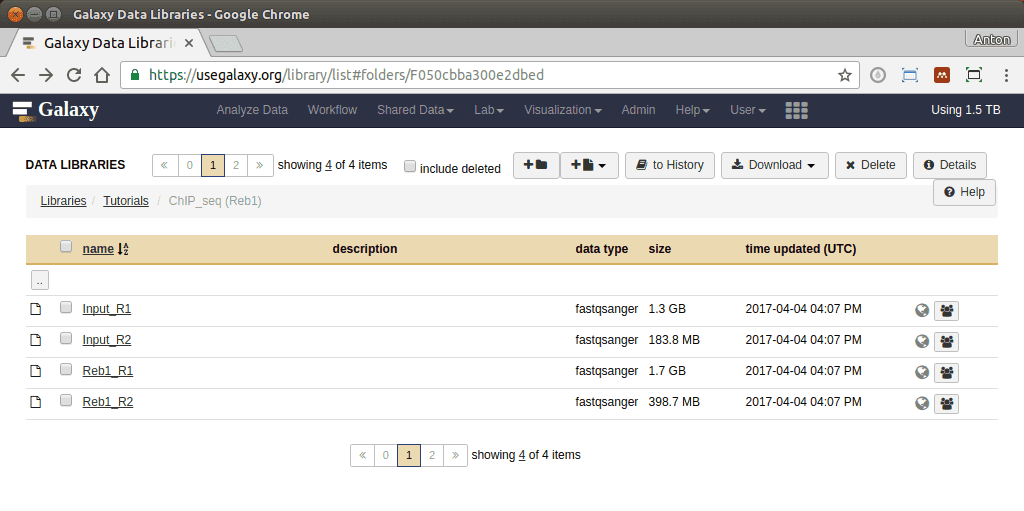 Galaxy Data Libraries - Google Chrome
Galaxy Data Librari
Anton
https://usegalaxy.org/library/list#folders/F050cbba300e2dbed
Galaxy Analyze Data Workflow Shared Data Lab Visualization Admin Help User Using 1.5 TB
DATA LIBRARIES « 0 1 2 » showing 4 of 4 items include deleted to History Download Delete Details
Libraries / Tutorials / ChIP_seq (Reb1) Help
name description data type size time updated (UTC)
..
Input_R1 fastqsanger 1.3 GB 2017-04-04 04:07 PM
Input_R2 fastqsanger 183.8 MB 2017-04-04 04:07 PM
Reb1_R1 fastqsanger 1.7 GB 2017-04-04 04:07 PM
Reb1_R2 fastqsanger 398.7 MB 2017-04-04 04:07 PM
« 0 1 2 » showing 4 of 4 items